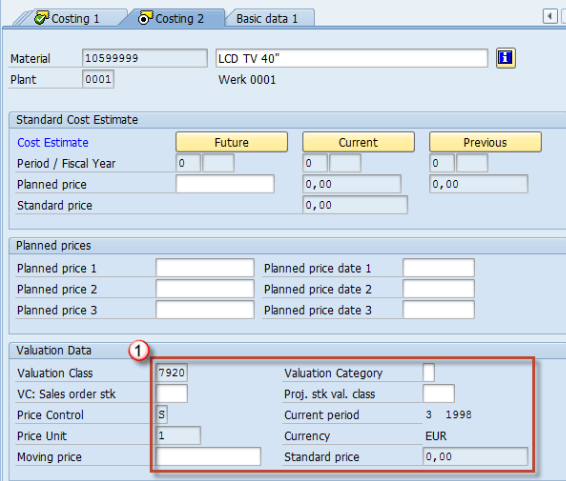 Costing 1 Costing 2 Basic data 1
Material 10599999 LCD TV 40"
Plant 0001 Werk 0001
Standard Cost Estimate
Cost Estimate Future Current Previous
Period / Fiscal Year 0 0 0
Planned price 0,00 0,00
Standard price 0,00
Planned prices
Planned price 1 Planned price date 1
Planned price 2 Planned price date 2
Planned price 3 Planned price date 3
Valuation Data 1
Valuation Class 7920 Valuation Category
VC: Sales order stk Proj. stk val. class
Price Control S Current period 3 1998
Price Unit 1 Currency EUR
Moving price Standard price 0,00